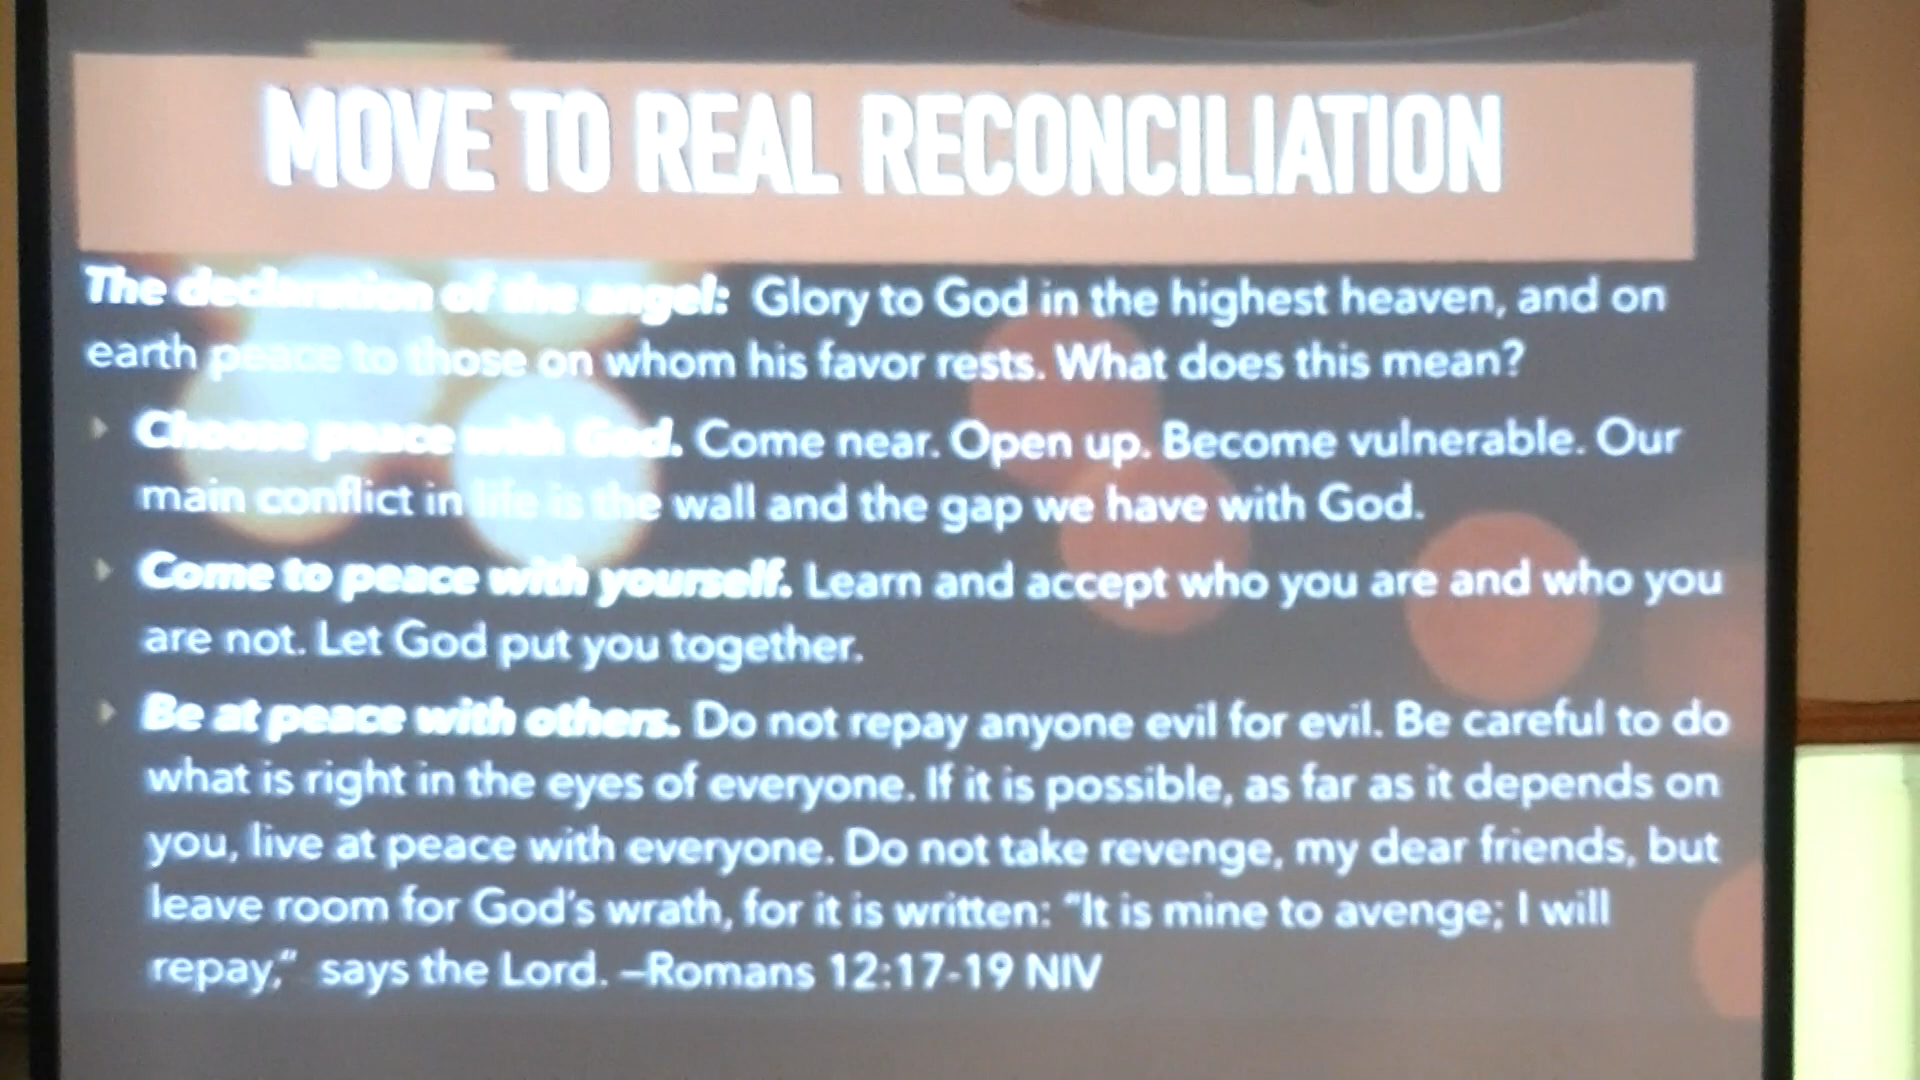 MOVE TO REAL RECONCILIATION
The declaration of the angel: Glory to God in the highest heaven, and on
earth peace to those on whom his favor rests. What does this mean?
Choose peace with God. Come near. Open up. Become vulnerable. Our
main conflict in life is the wall and the gap we have with God.
Come to peace with yourself. Learn and accept who you are and who you
are not. Let God put you together.
Be at peace with others. Do not repay anyone evil for evil. Be careful to do
what is right in the eyes of everyone. If it is possible, as far as it depends on
you, live at peace with everyone. Do not take revenge, my dear friends, but
leave room for God's wrath, for it is written: "It is mine to avenge; I will
repay," says the Lord. –Romans 12:17-19 NIV